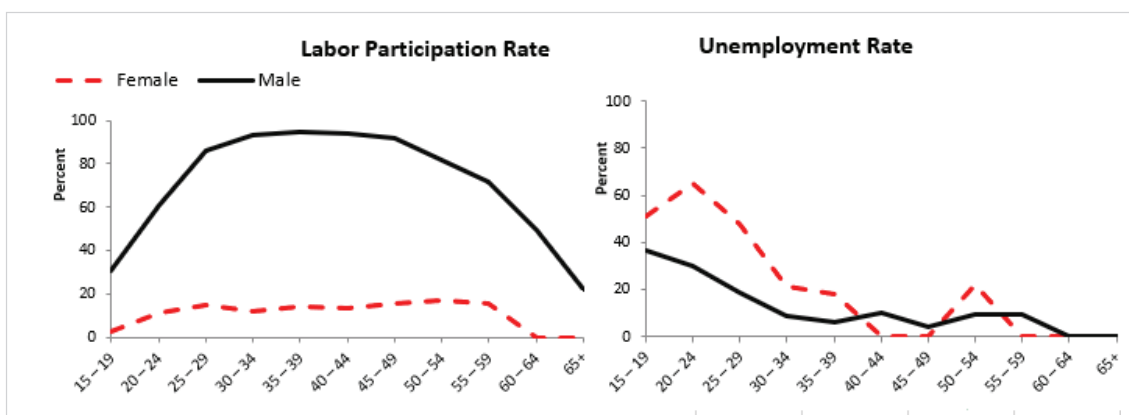 Labor Participation Rate
Female Male
Percent
100
80
60
40
20
0
15 – 19
20 – 24
25 – 29
30 – 34
35 – 39
40 – 44
45 – 49
50 – 54
55 – 59
60 – 64
65+
Unemployment Rate
Percent
100
80
60
40
20
0
15 – 19
20 – 24
25 – 29
30 – 34
35 – 39
40 – 44
45 – 49
50 – 54
55 – 59
60 – 64
65+